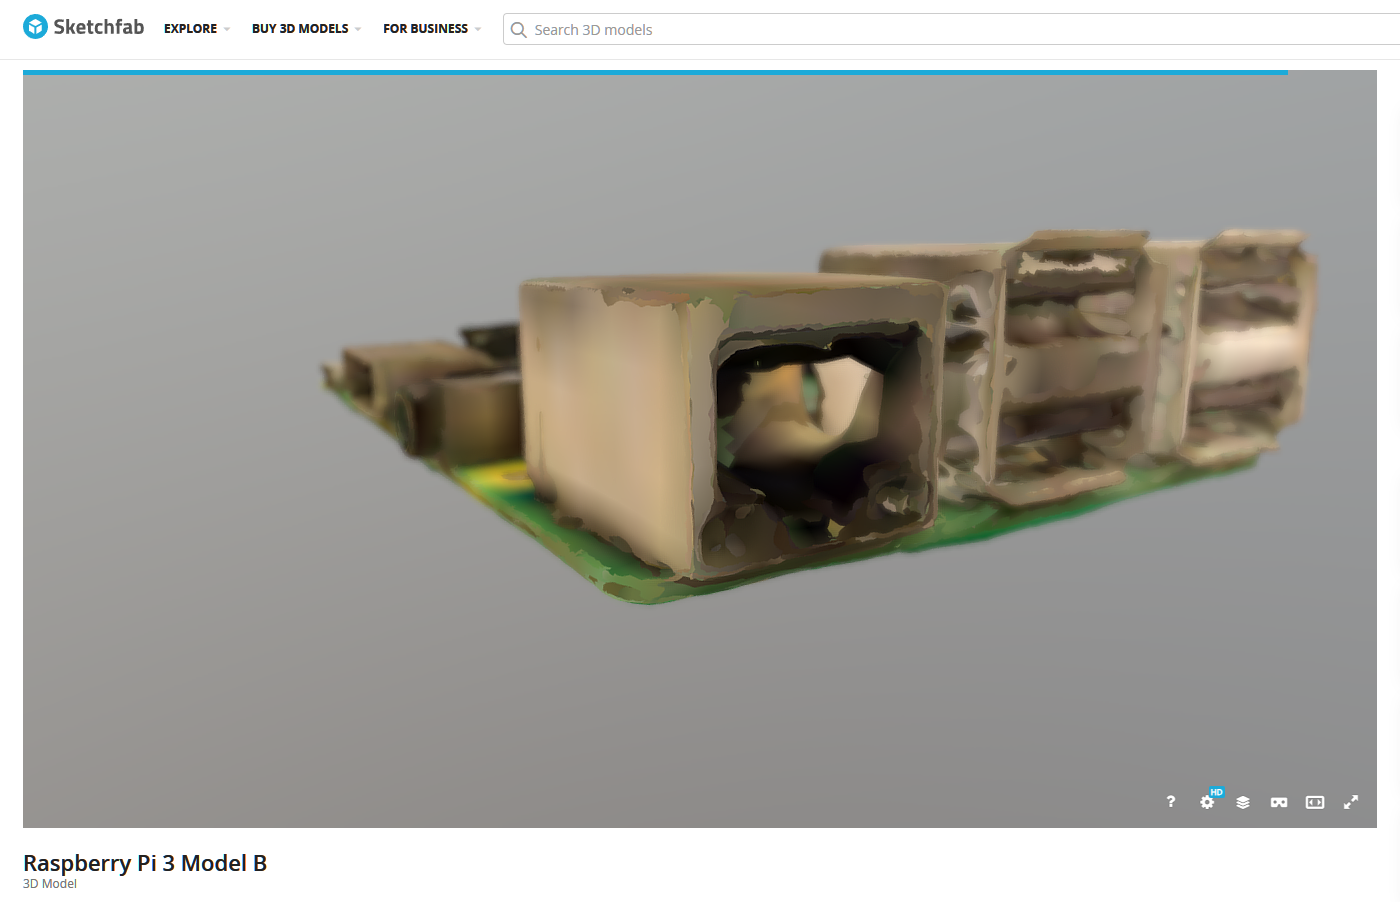 Sketchfab EXPLORE BUY 3D MODELS FOR BUSINESS Search 3D models
? HD
Raspberry Pi 3 Model B
3D Model